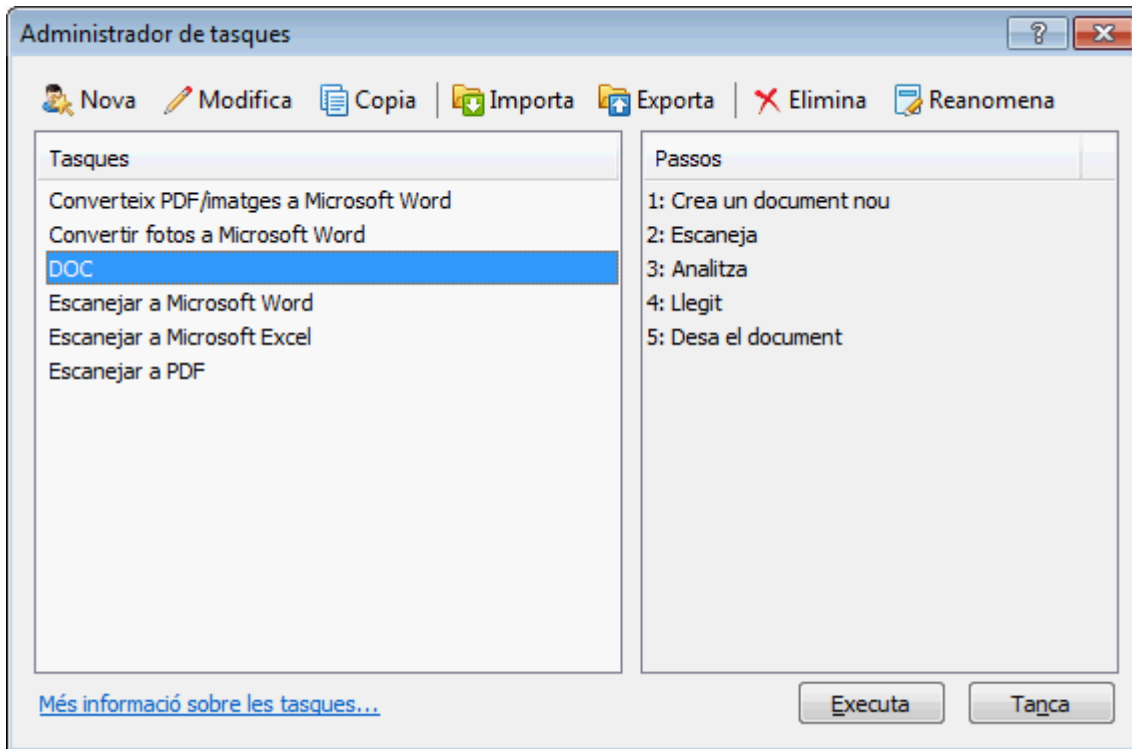 Administrador de tasques
Nova Modifica Copia Importa Exporta Elimina Reanomena
Tasques
Converteix PDF/imatges a Microsoft Word
Convertir fotos a Microsoft Word
DOC
Escanejar a Microsoft Word
Escanejar a Microsoft Excel
Escanejar a PDF
Passos
1: Crea un document nou
2: Escaneja
3: Analitza
4: Llegit
5: Desa el document
Més informació sobre les tasques...
Executa Tanca